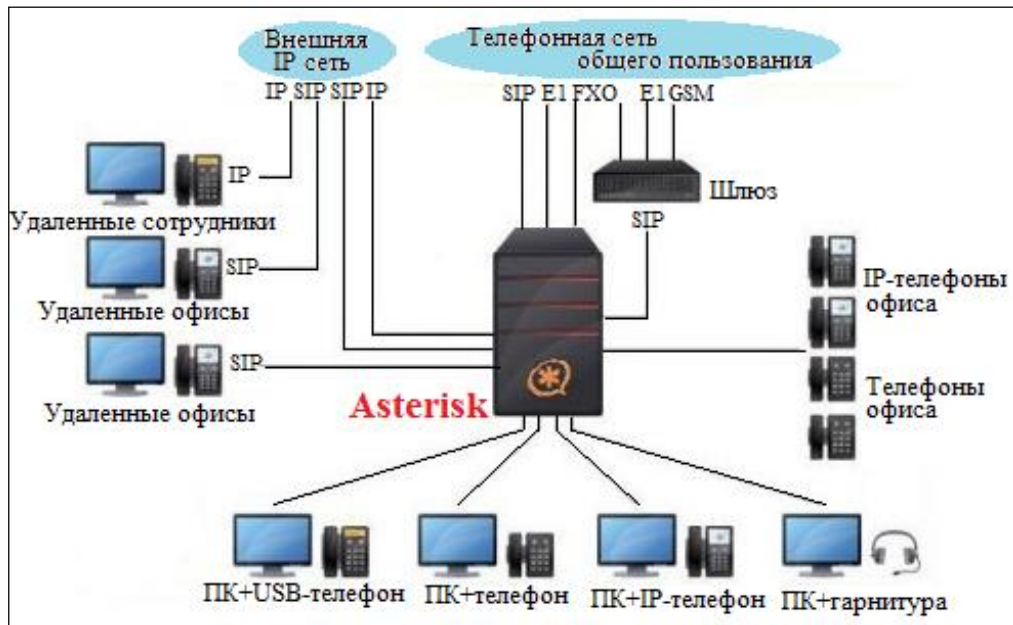 Внешняя
IP сеть
Телефонная сеть
общего пользования
IP SIP SIP IP
SIP E1 FXO E1 GSM
IP
Шлюз
Удаленные сотрудники
SIP
SIP
IP-телефоны
офиса
Удаленные офисы
SIP
Телефоны
офиса
Удаленные офисы
Asterisk
ПК+USB-телефон
ПК+телефон
ПК+IP-телефон
ПК+гарнитура